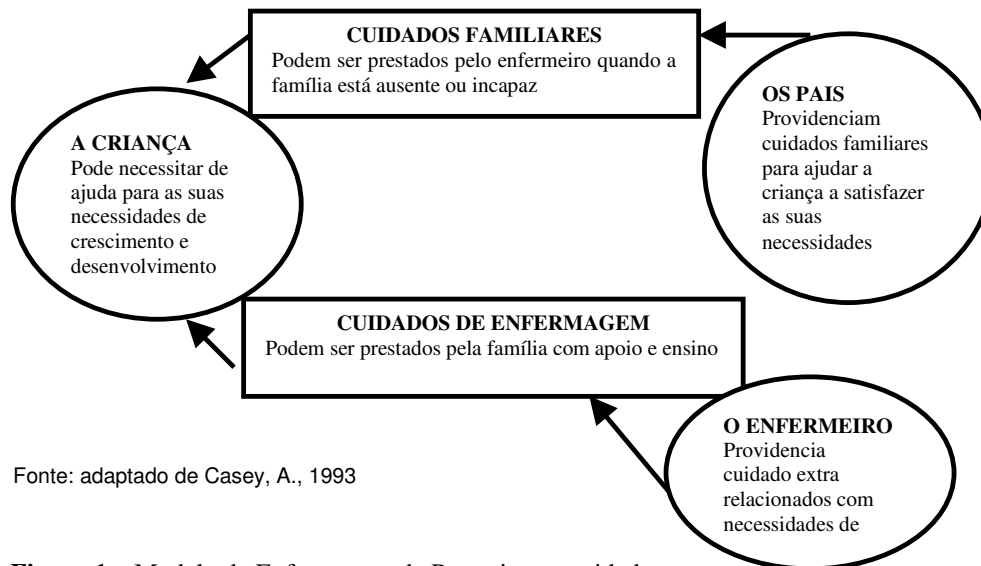 CUIDADOS FAMILIARES
Podem ser prestados pelo enfermeiro quando a
família está ausente ou incapaz
OS PAIS
Providenciam
cuidados familiares
para ajudar a
criança a satisfazer
as suas
necessidades
A CRIANÇA
Pode necessitar de
ajuda para as suas
necessidades de
crescimento e
desenvolvimento
CUIDADOS DE ENFERMAGEM
Podem ser prestados pela família com apoio e ensino
O ENFERMEIRO
Providencia
cuidado extra
relacionados com
necessidades de
Fonte: adaptado de Casey, A., 1993